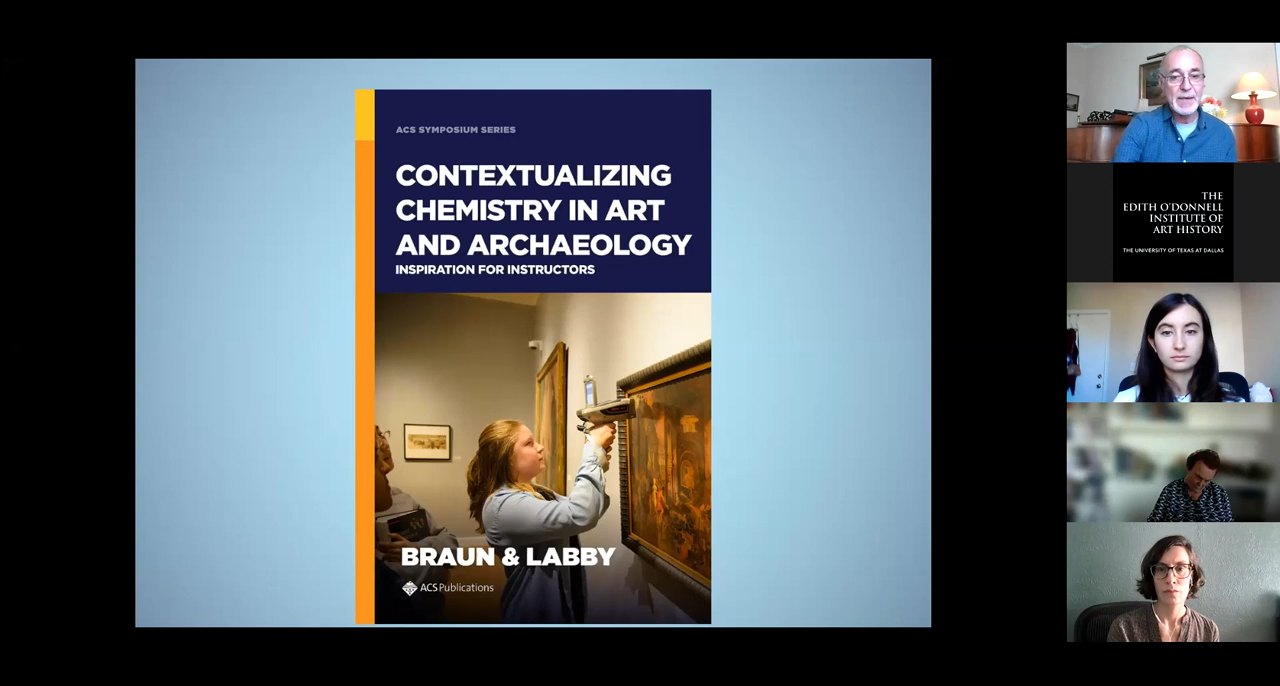 ACS SYMPOSIUM SERIES
CONTEXTUALIZING
CHEMISTRY IN ART
AND ARCHAEOLOGY
INSPIRATION FOR INSTRUCTORS
BRAUN & LABBY
ACS Publications
THE
EDITH O'DONNELL
INSTITUTE OF
ART HISTORY
THE UNIVERSITY OF TEXAS AT DALLAS